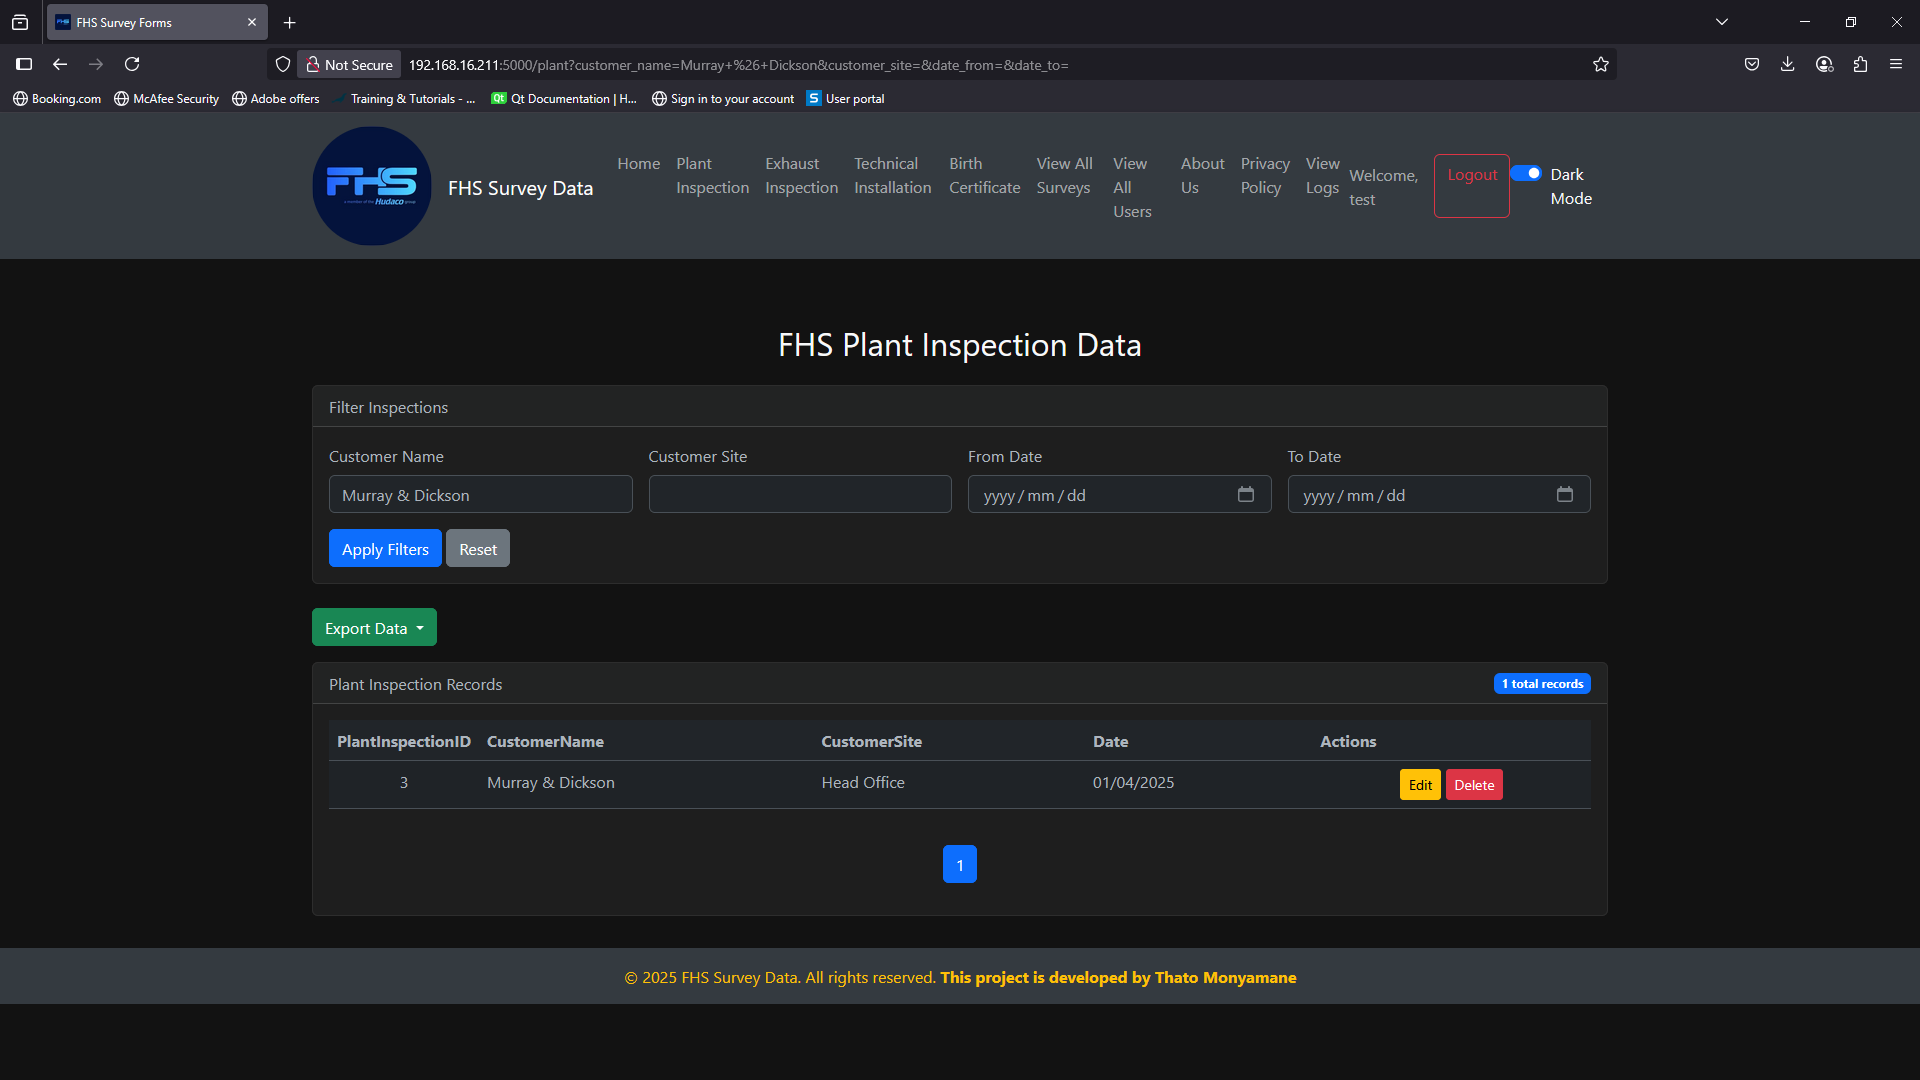 FHS Survey Forms
Not Secure
192.168.16.211:5000/plant?customer_name=Murray+%26+Dickson&customer_site=&date_from=&date_to=
Booking.com
McAfee Security
Adobe offers
Training & Tutorials - ...
Qt Documentation | H...
Sign in to your account
S User portal
FHS
a member of the Hudaco group
FHS Survey Data
Home
Plant
Inspection
Exhaust
Inspection
Technical
Installation
Birth
Certificate
View All
Surveys
View
All
Users
About
Us
Privacy
Policy
View
Logs
Welcome,
test
Logout
Dark
Mode
FHS Plant Inspection Data
Filter Inspections
Customer Name
Customer Site
From Date
To Date
Murray & Dickson
yyyy / mm / dd
yyyy / mm / dd
Apply Filters
Reset
Export Data
Plant Inspection Records
1 total records
PlantInspectionID CustomerName CustomerSite Date Actions
3 Murray & Dickson Head Office 01/04/2025 Edit Delete
1
© 2025 FHS Survey Data. All rights reserved. This project is developed by Thato Monyamane